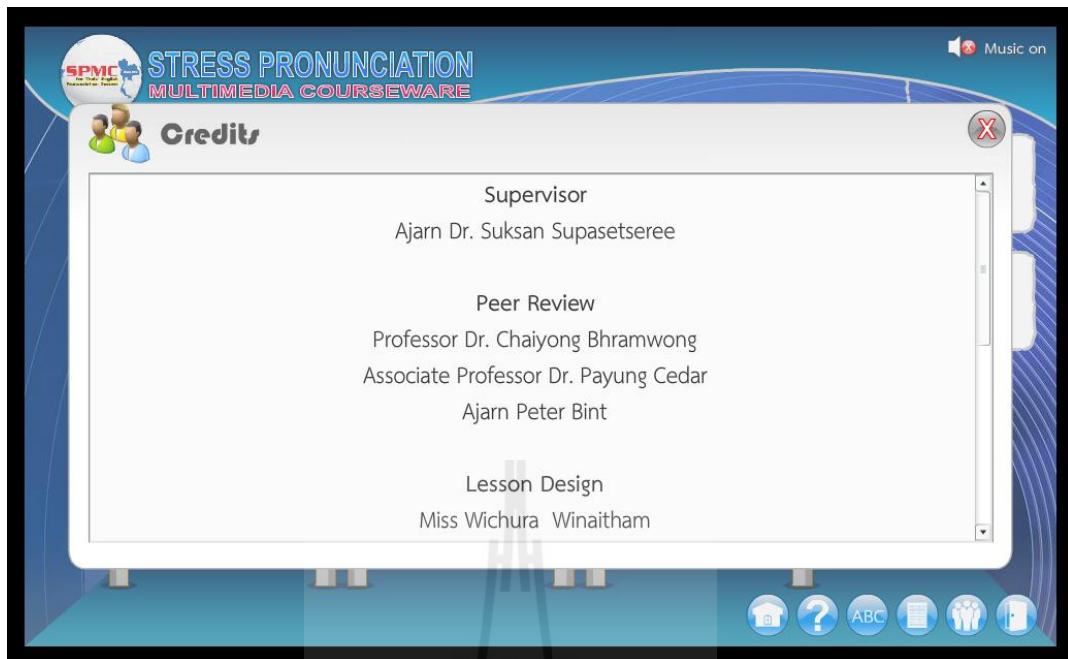 SPMC
STRESS PRONUNCIATION
MULTIMEDIA COURSEWARE
Music on
Credits
X
Supervisor
Ajarn Dr. Suksan Supasetseree
Peer Review
Professor Dr. Chaiyong Bhramwong
Associate Professor Dr. Payung Cedar
Ajarn Peter Bint
Lesson Design
Miss Wichura Winaitham
? ABC